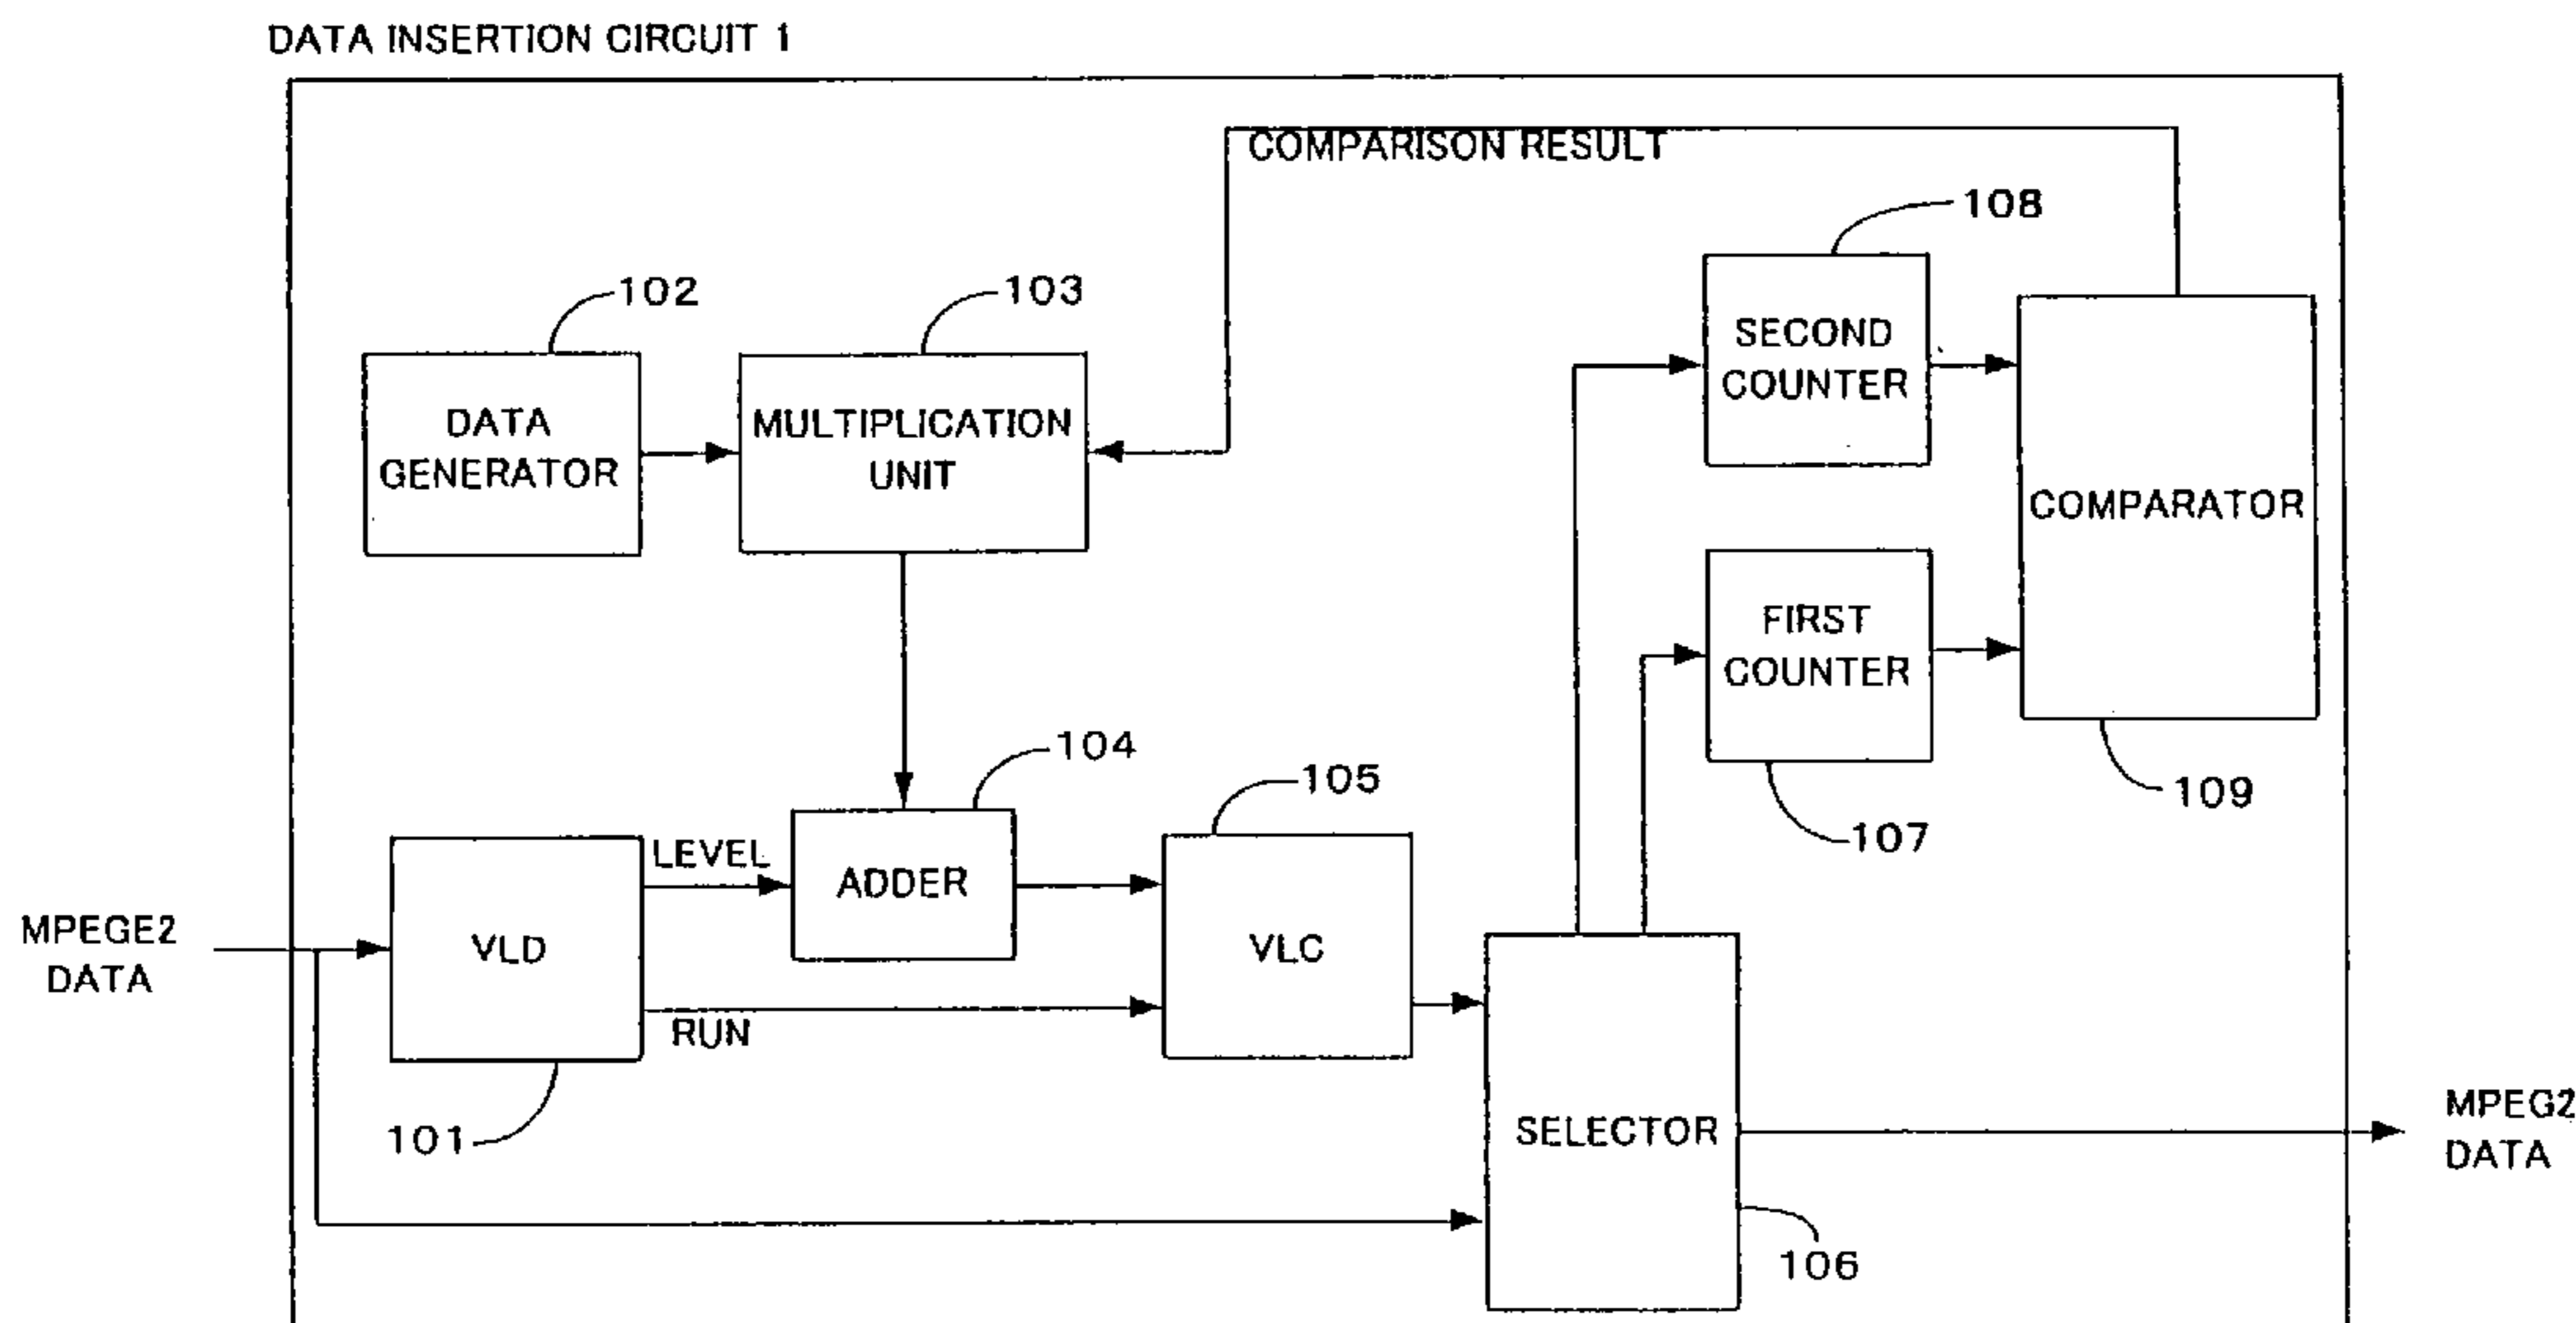 DATA INSERTION CIRCUIT 1
COMPARISON RESULT
108
102
103
SECOND
COUNTER
DATA
GENERATOR
MULTIPLICATION
UNIT
COMPARATOR
FIRST
COUNTER
104
105
109
107
LEVEL
ADDER
MPEGE2
DATA
VLD
VLC
RUN
101
SELECTOR
MPEG2
DATA
106